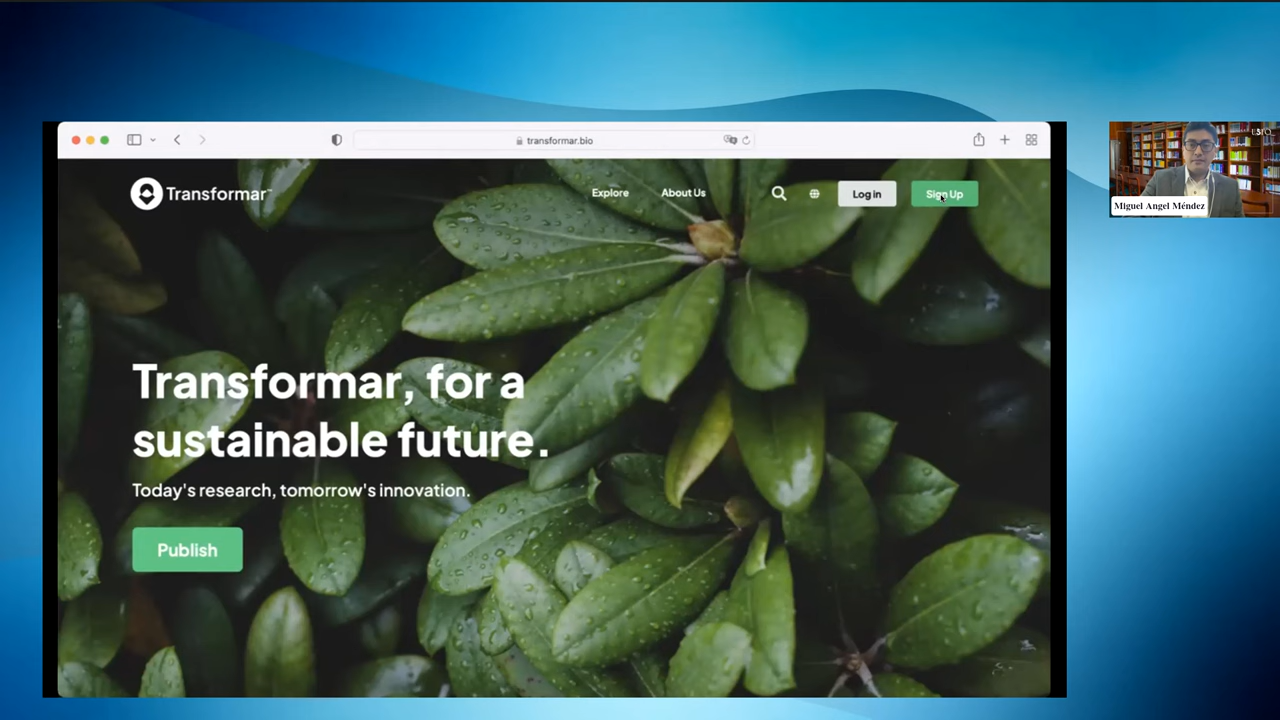 transformar.bio
Transformar™
Explore
About Us
Log in
Sign Up
Transformar, for a
sustainable future.
Today's research, tomorrow's innovation.
Publish
Miguel Angel Méndez